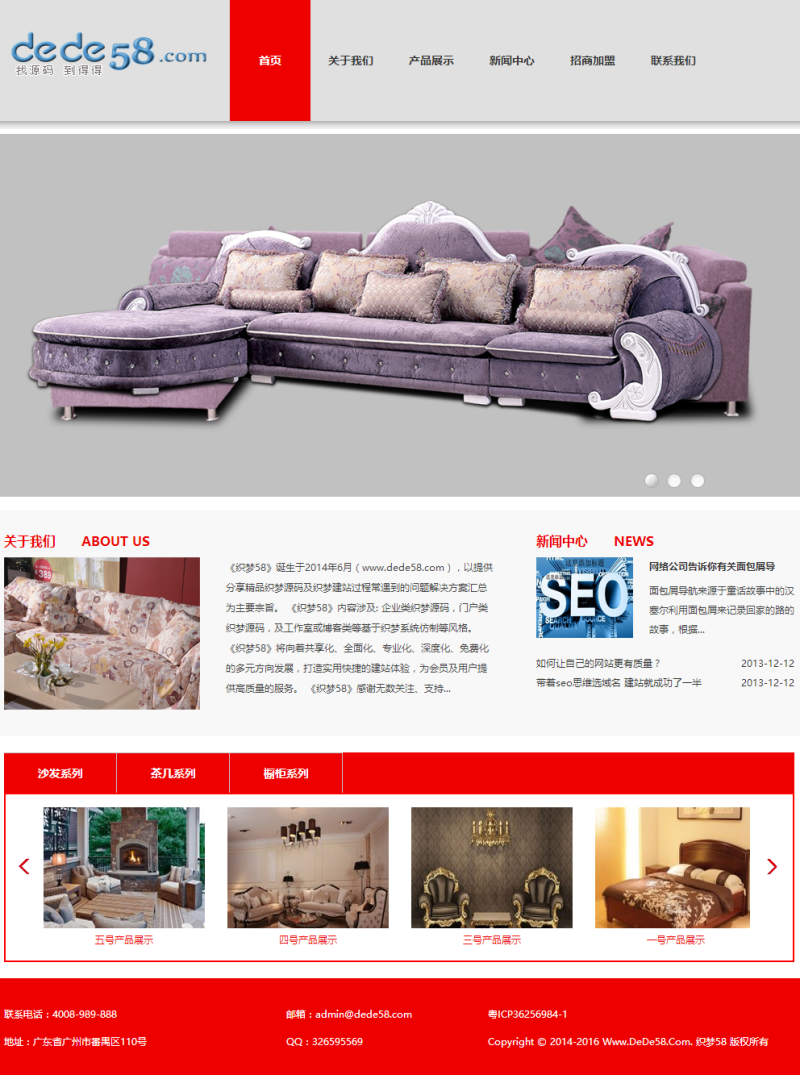 dede58.com
找源码 到得得
首页 关于我们 产品展示 新闻中心 招商加盟 联系我们
关于我们 ABOUT US
《织梦58》诞生于2014年6月（www.dede58.com），以提供
分享精品织梦源码及织梦建站过程常遇到的问题解决方案汇总
为主要宗旨。 《织梦58》内容涉及: 企业类织梦源码，门户类
织梦源码，及工作室或博客类等基于织梦系统仿制等风格。
《织梦58》将向着共享化、全面化、专业化、深度化、免费化
的多元方向发展，打造实用快捷的建站体验，为会员及用户提
供高质量的服务。 《织梦58》感谢无数关注、支持...
新闻中心 NEWS
SEO
网络公司告诉你有关面包屑导
面包屑导航来源于童话故事中的汉
塞尔利用面包屑来记录回家的路的
故事，根据...
如何让自己的网站更有质量？ 2013-12-12
带着seo思维选域名 建站就成功了一半 2013-12-12
沙发系列 茶几系列 橱柜系列
五号产品展示 四号产品展示 三号产品展示 一号产品展示
联系电话：4008-989-888 邮箱：admin@dede58.com 粤ICP36256984-1
地址：广东省广州市番禺区110号 QQ：326595569 Copyright © 2014-2016 Www.DeDe58.Com. 织梦58 版权所有